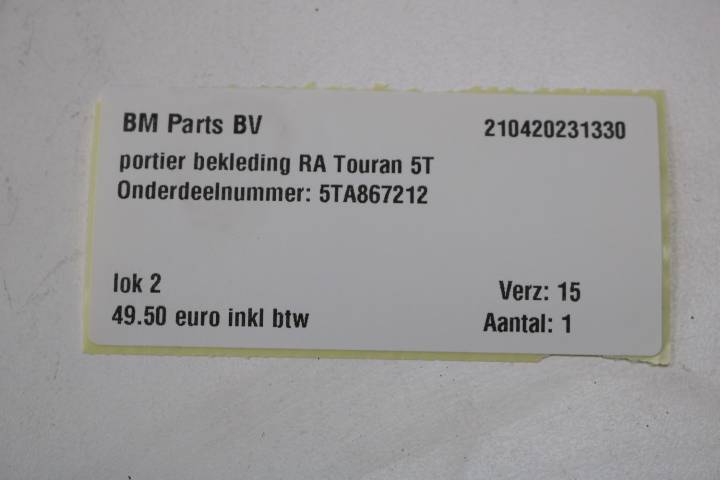 BM Parts BV 210420231330
portier bekleding RA Touran 5T
Onderdeelnummer: 5TA867212
lok 2 Verz: 15
49.50 euro inkl btw Aantal: 1